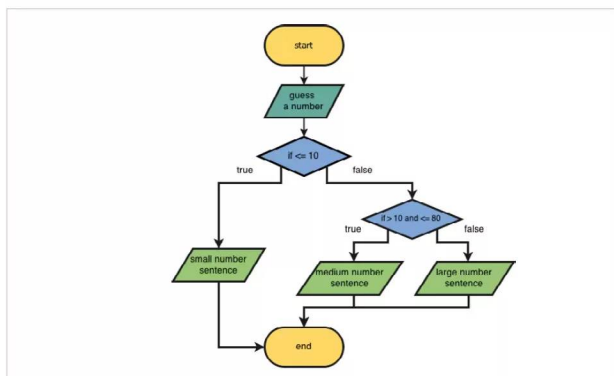 start
guess
a number
if <= 10
true
false
if > 10 and <= 80
true
false
small number
sentence
medium number
sentence
large number
sentence
end